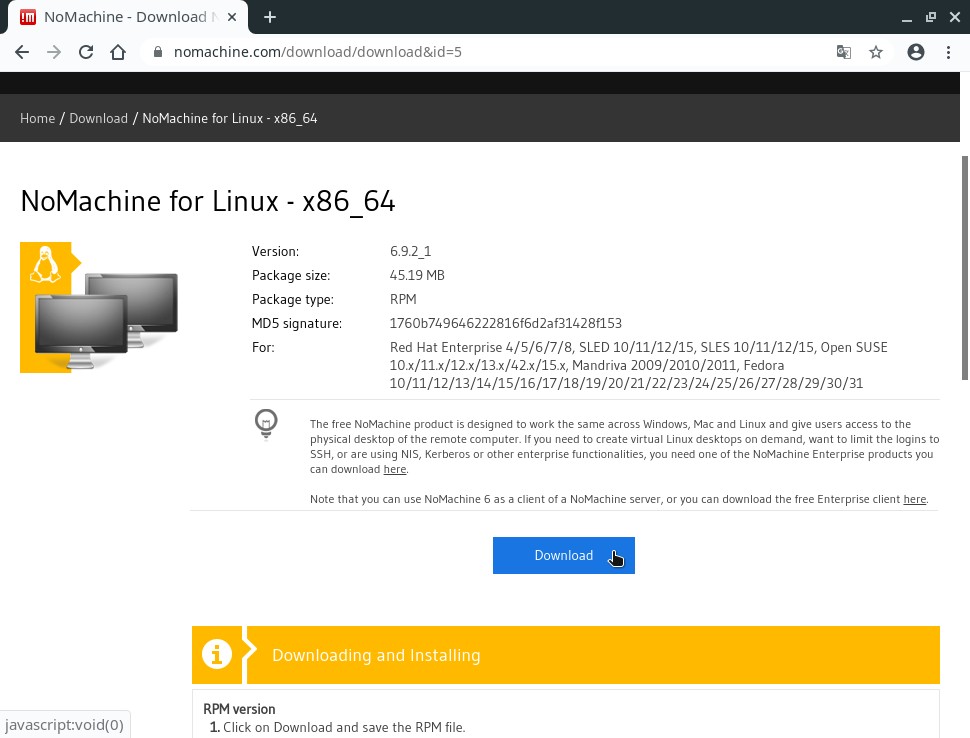 !M NoMachine - Download N
nomachine.com/download/download&id=5
Home / Download / NoMachine for Linux - x86_64
NoMachine for Linux - x86_64
Version: 6.9.2_1
Package size: 45.19 MB
Package type: RPM
MD5 signature: 1760b749646222816f6d2af31428f153
For: Red Hat Enterprise 4/5/6/7/8, SLED 10/11/12/15, SLES 10/11/12/15, Open SUSE
10.x/11.x/12.x/13.x/42.x/15.x, Mandriva 2009/2010/2011, Fedora
10/11/12/13/14/15/16/17/18/19/20/21/22/23/24/25/26/27/28/29/30/31
The free NoMachine product is designed to work the same across Windows, Mac and Linux and give users access to the
physical desktop of the remote computer. If you need to create virtual Linux desktops on demand, want to limit the logins to
SSH, or are using NIS, Kerberos or other enterprise functionalities, you need one of the NoMachine Enterprise products you
can download here.
Note that you can use NoMachine 6 as a client of a NoMachine server, or you can download the free Enterprise client here.
Download
Downloading and Installing
RPM version
1. Click on Download and save the RPM file.
javascript:void(0)